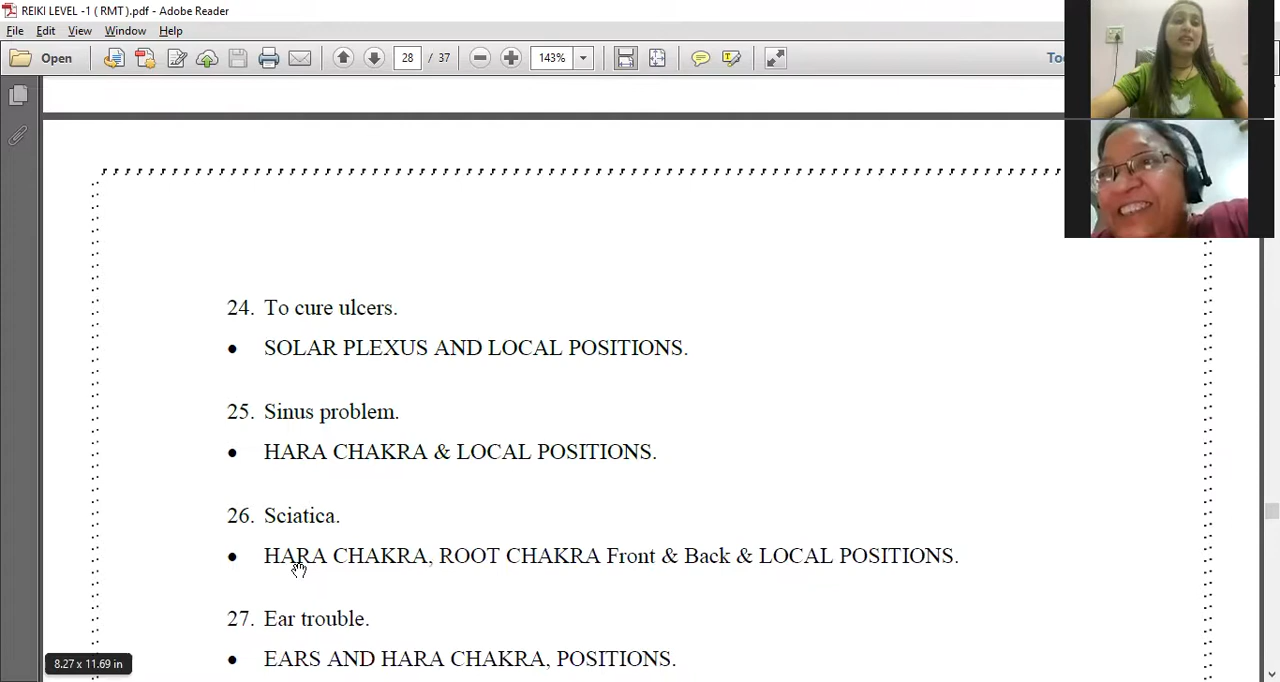 REIKI LEVEL -1 ( RMT ).pdf - Adobe Reader
File Edit View Window Help
Open 28 / 37 143%
24. To cure ulcers.
• SOLAR PLEXUS AND LOCAL POSITIONS.
25. Sinus problem.
• HARA CHAKRA & LOCAL POSITIONS.
26. Sciatica.
• HARA CHAKRA, ROOT CHAKRA Front & Back & LOCAL POSITIONS.
27. Ear trouble.
• EARS AND HARA CHAKRA, POSITIONS.
8.27 x 11.69 in